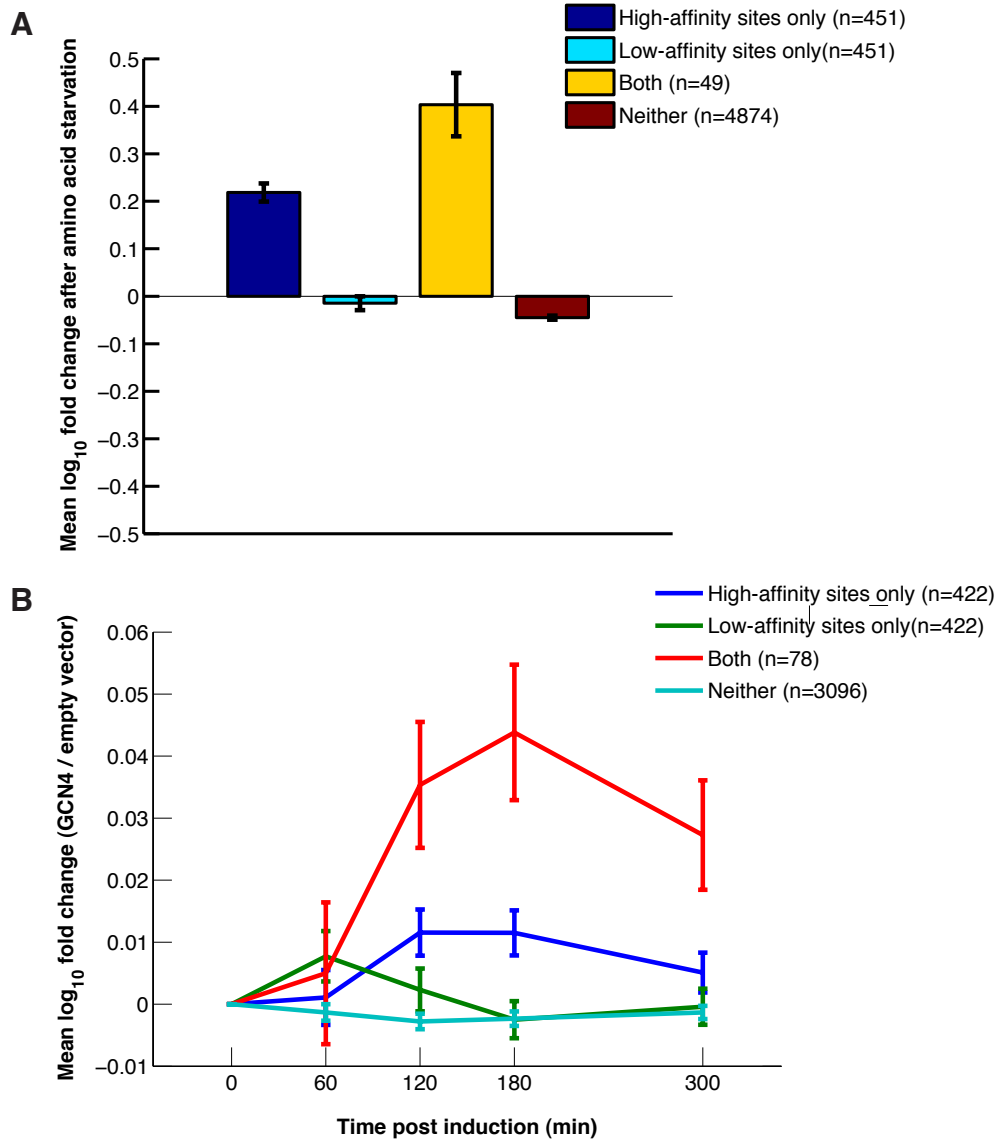 A
High-affinity sites only (n=451)
Low-affinity sites only(n=451)
Both (n=49)
Neither (n=4874)
Mean log10 fold change after amino acid starvation
0.5
0.4
0.3
0.2
0.1
0
−0.1
−0.2
−0.3
−0.4
−0.5
B
High-affinity sites only (n=422)
Low-affinity sites only(n=422)
Both (n=78)
Neither (n=3096)
Mean log10 fold change (GCN4 / empty vector)
0.06
0.05
0.04
0.03
0.02
0.01
0
−0.01
0 60 120 180 300
Time post induction (min)